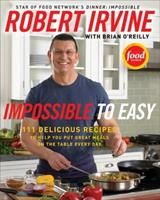 STAR OF FOOD NETWORK'S DINNER: IMPOSSIBLE
ROBERT IRVINE
WITH BRIAN O'REILLY
IMPOSSIBLE TO EASY
food
111 DELICIOUS RECIPES
TO HELP YOU PUT GREAT MEALS
ON THE TABLE EVERY DAY